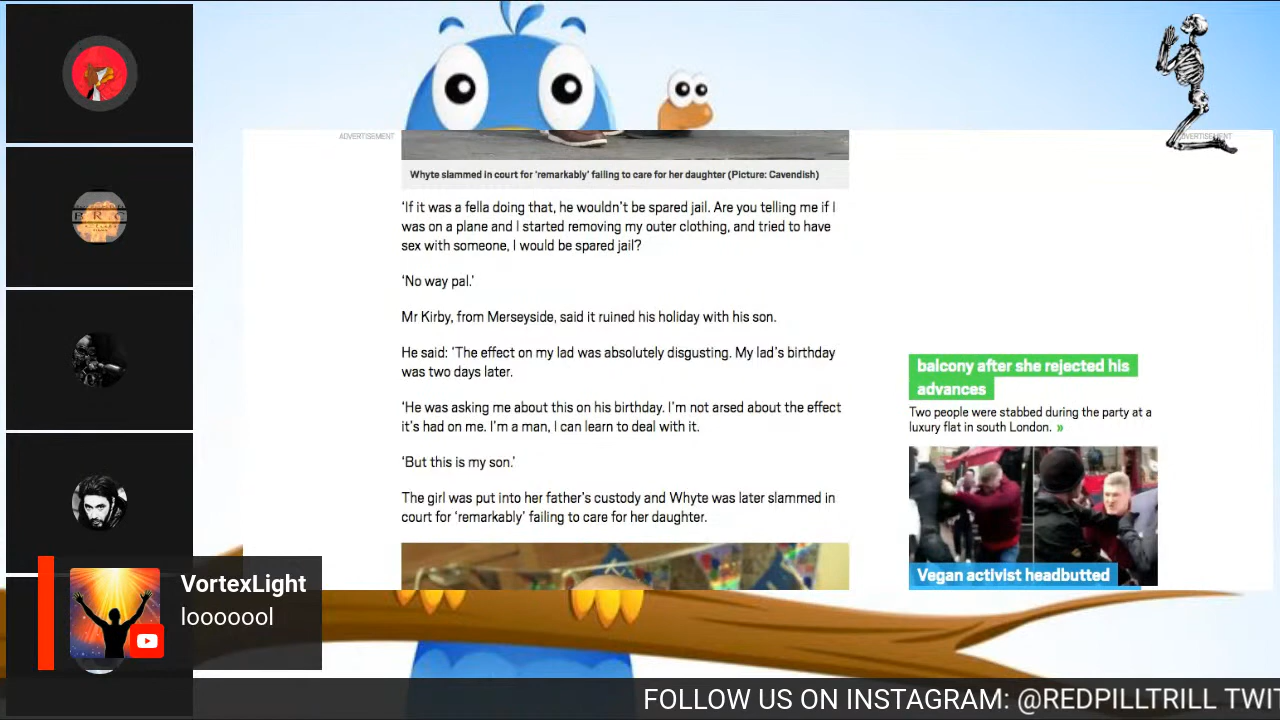 ADVERTISEMENT
Whyte slammed in court for 'remarkably' failing to care for her daughter (Picture: Cavendish)
'If it was a fella doing that, he wouldn't be spared jail. Are you telling me if I
was on a plane and I started removing my outer clothing, and tried to have
sex with someone, I would be spared jail?
'No way pal.'
Mr Kirby, from Merseyside, said it ruined his holiday with his son.
He said: 'The effect on my lad was absolutely disgusting. My lad's birthday
was two days later.
'He was asking me about this on his birthday. I'm not arsed about the effect
it's had on me. I'm a man, I can learn to deal with it.
'But this is my son.'
The girl was put into her father's custody and Whyte was later slammed in
court for 'remarkably' failing to care for her daughter.
VERTISEMENT
balcony after she rejected his
advances
Two people were stabbed during the party at a
luxury flat in south London. »
Vegan activist headbutted
B R C
VortexLight
looooool
FOLLOW US ON INSTAGRAM: @REDPILLTRILL TWI